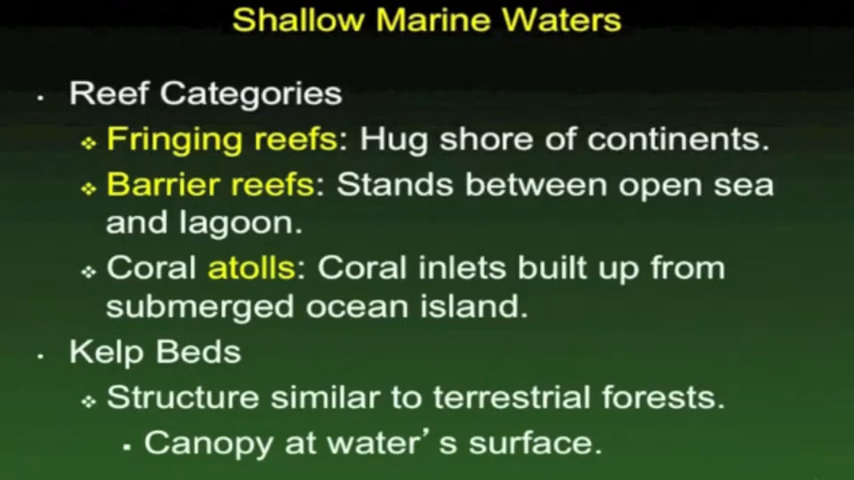 Shallow Marine Waters
• Reef Categories
❖ Fringing reefs: Hug shore of continents.
❖ Barrier reefs: Stands between open sea
and lagoon.
❖ Coral atolls: Coral inlets built up from
submerged ocean island.
• Kelp Beds
❖ Structure similar to terrestrial forests.
▪ Canopy at water’s surface.